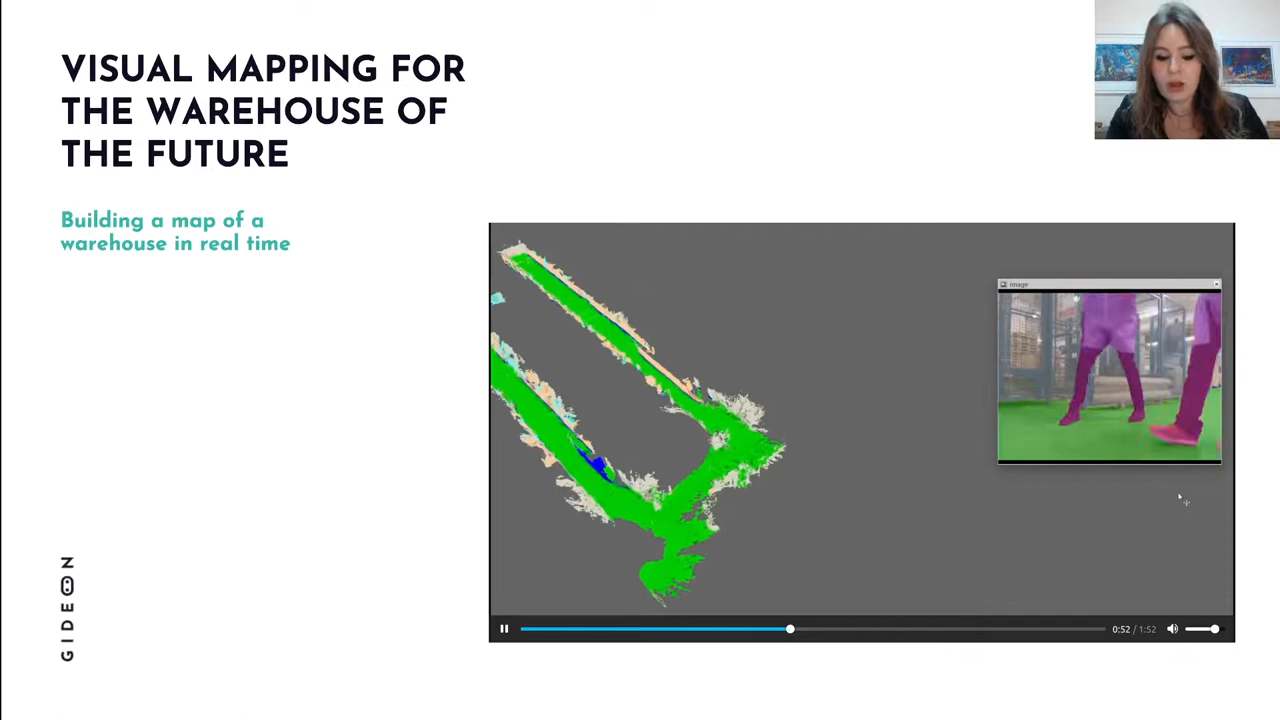 VISUAL MAPPING FOR
THE WAREHOUSE OF
THE FUTURE
Building a map of a
warehouse in real time
image
0:52 / 1:52
GIDEON